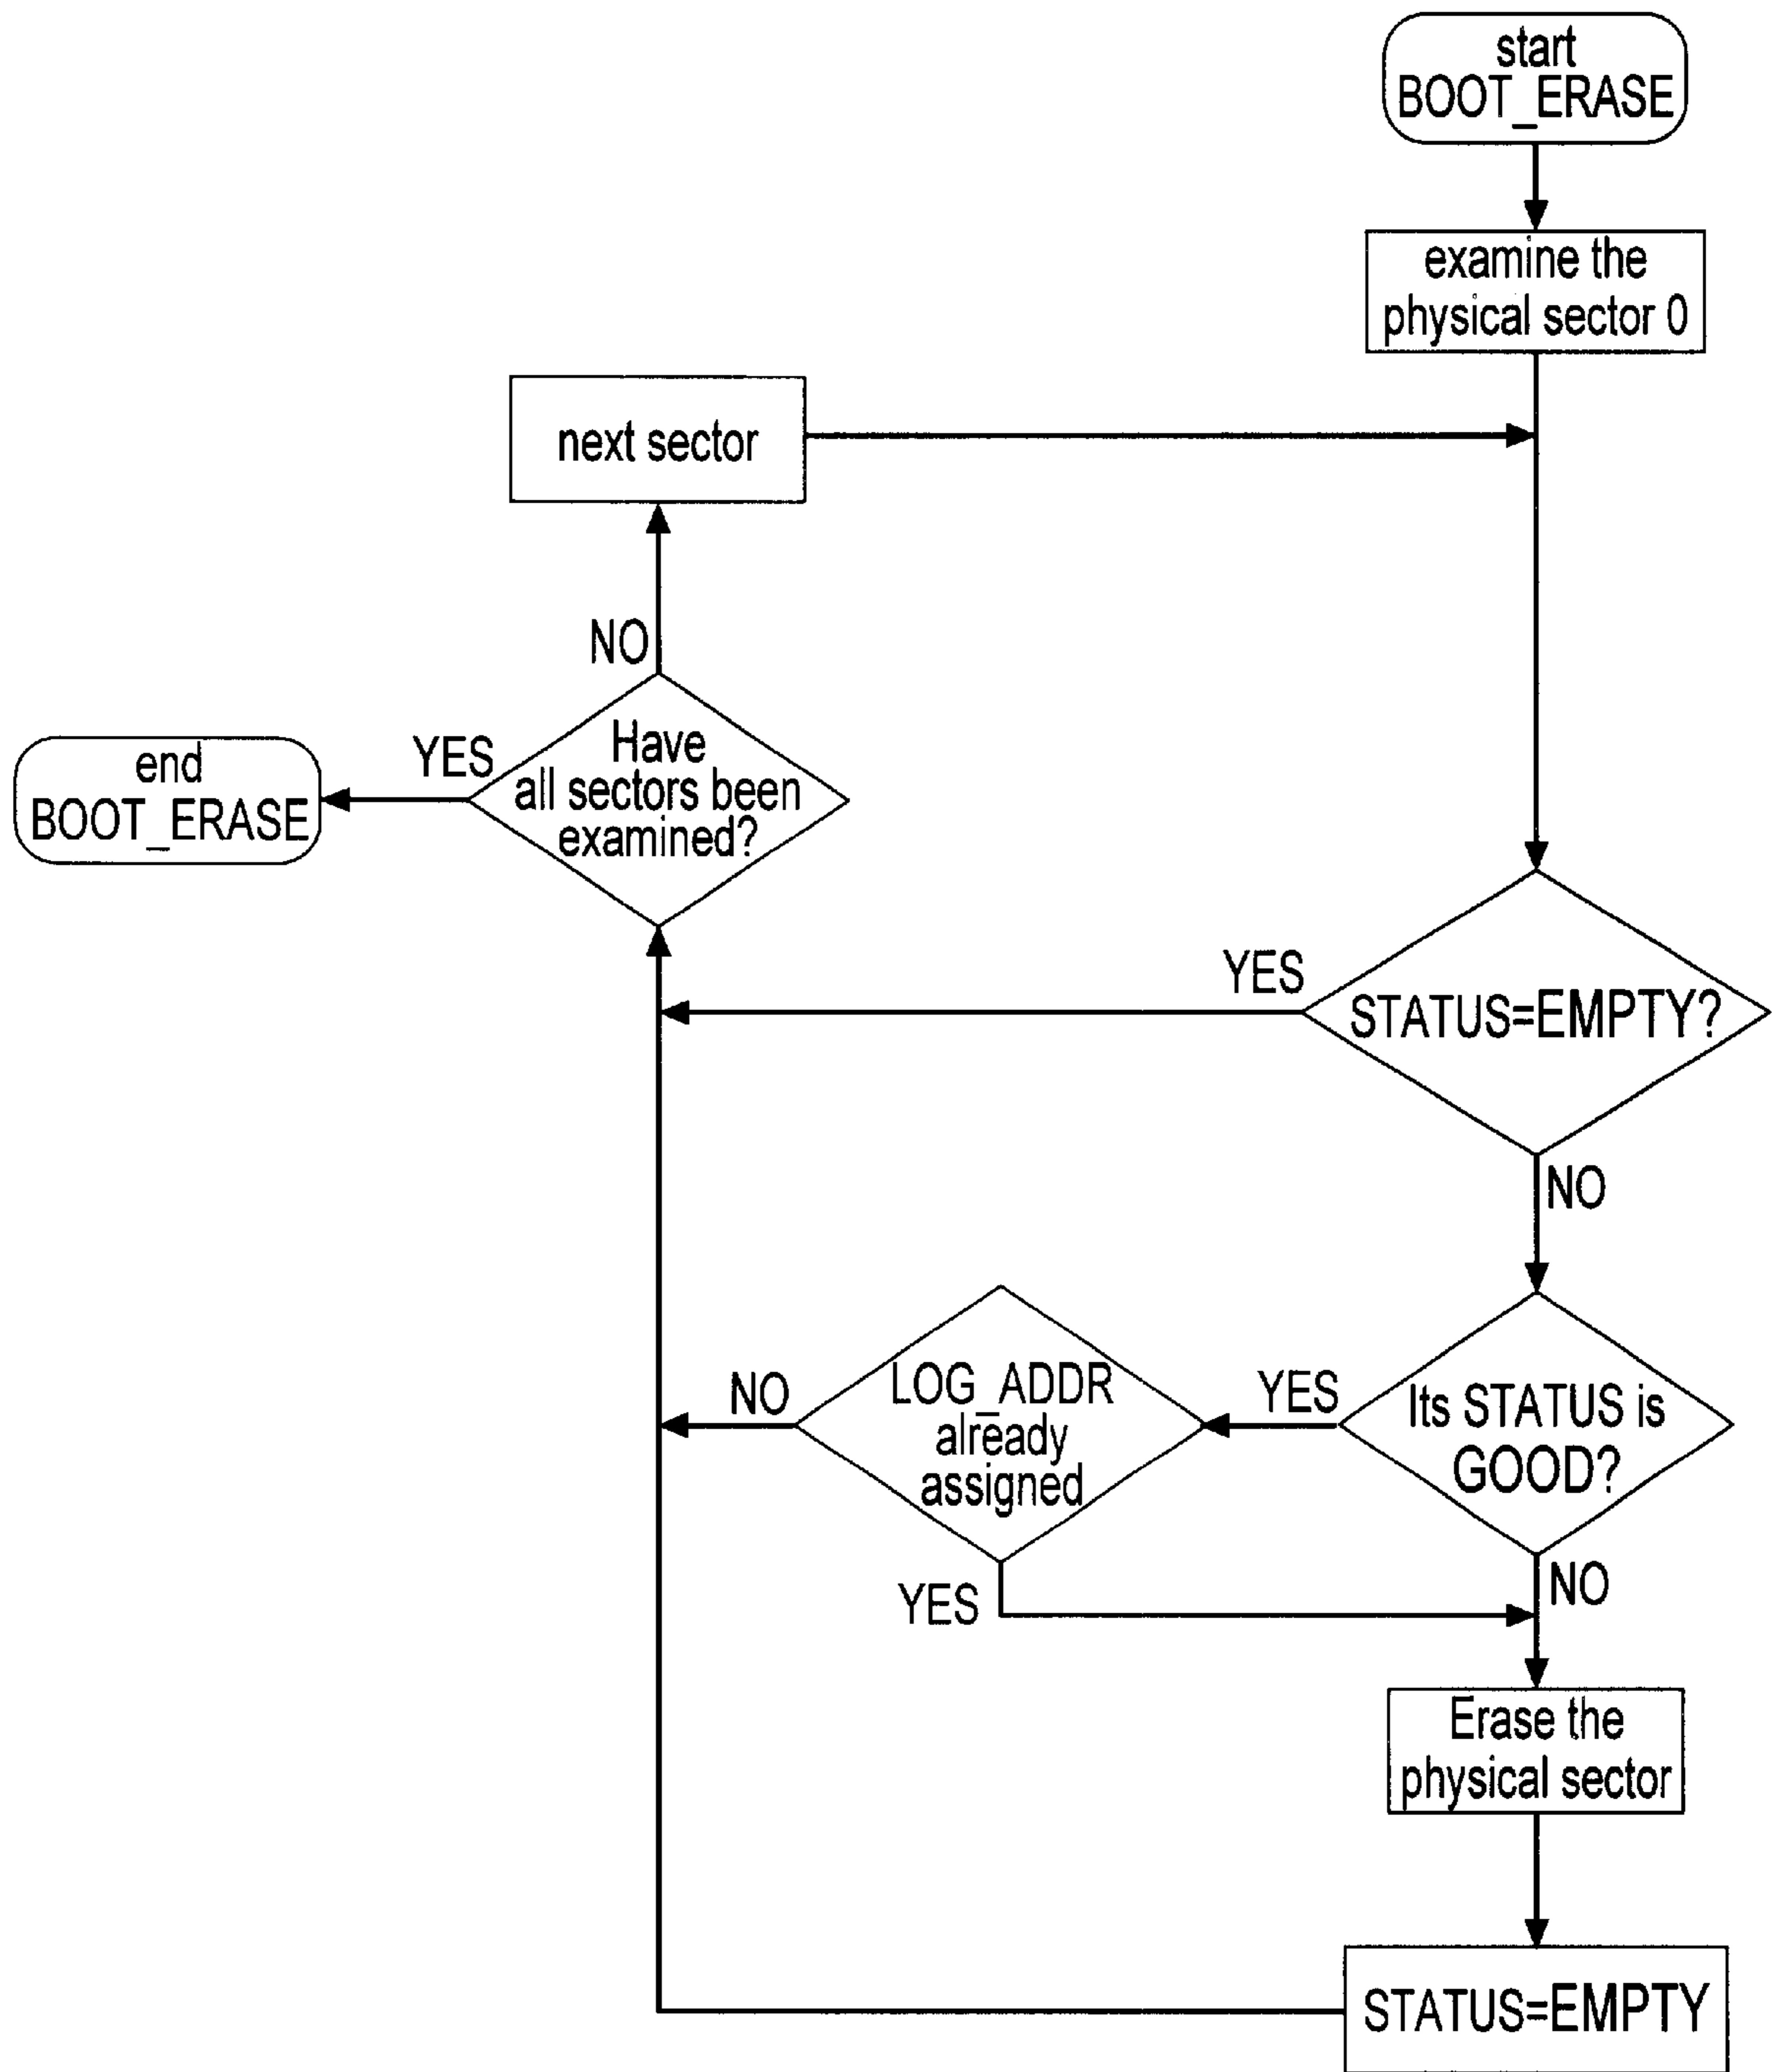 start
BOOT_ERASE
examine the
physical sector 0
next sector
NO
YES
Have
all sectors been
examined?
end
BOOT_ERASE
YES
STATUS=EMPTY?
NO
NO
LOG_ADDR
already
assigned
YES
Its STATUS is
GOOD?
YES
NO
Erase the
physical sector
STATUS=EMPTY